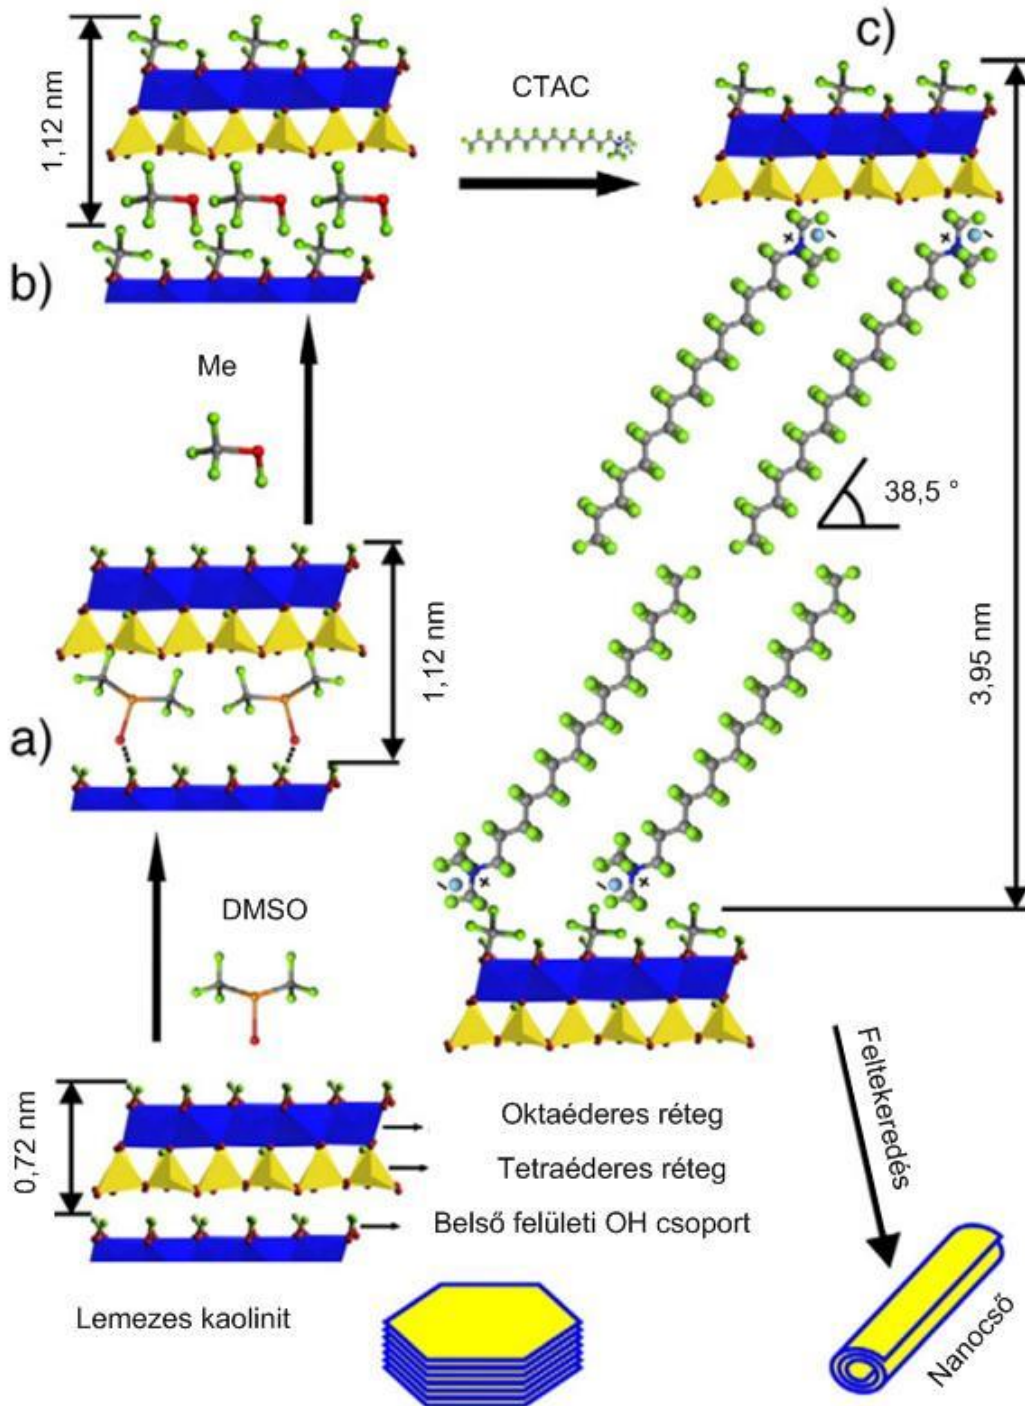 c)
CTAC
1,12 nm
b)
Me
38,5 °
1,12 nm
3,95 nm
a)
DMSO
0,72 nm
Oktaéderes réteg
Tetraéderes réteg
Belső felületi OH csoport
Feltekeredés
Lemezes kaolinit
Nanocső